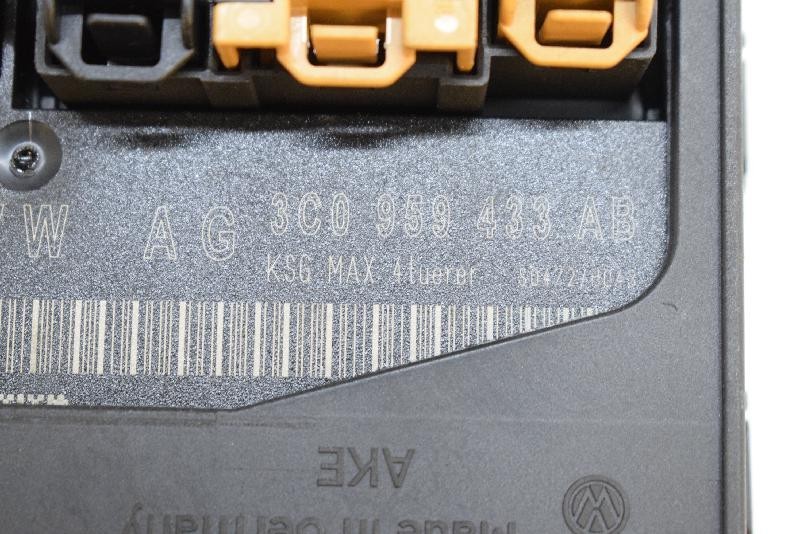 VW AG 3C0 959 433 AB
KSG MAX 4tuerer
AKE
Made in Germany